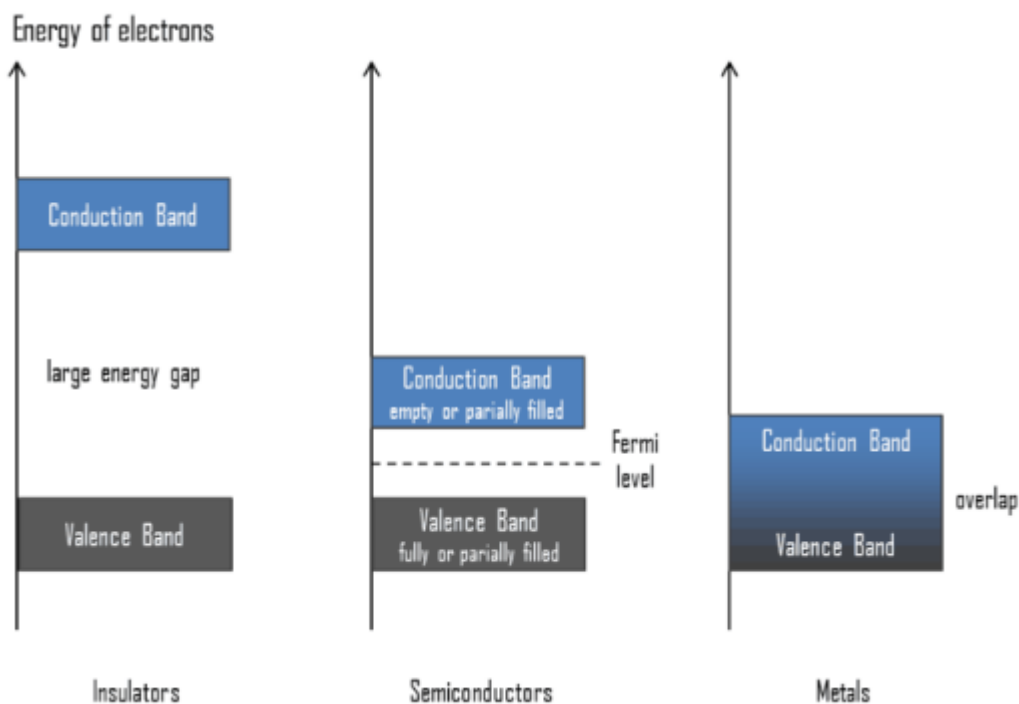 Energy of electrons
Conduction Band
large energy gap
Valence Band
Insulators
Conduction Band
empty or parially filled
Fermi
level
Valence Band
fully or partially filled
Semiconductors
Conduction Band
Valence Band
overlap
Metals